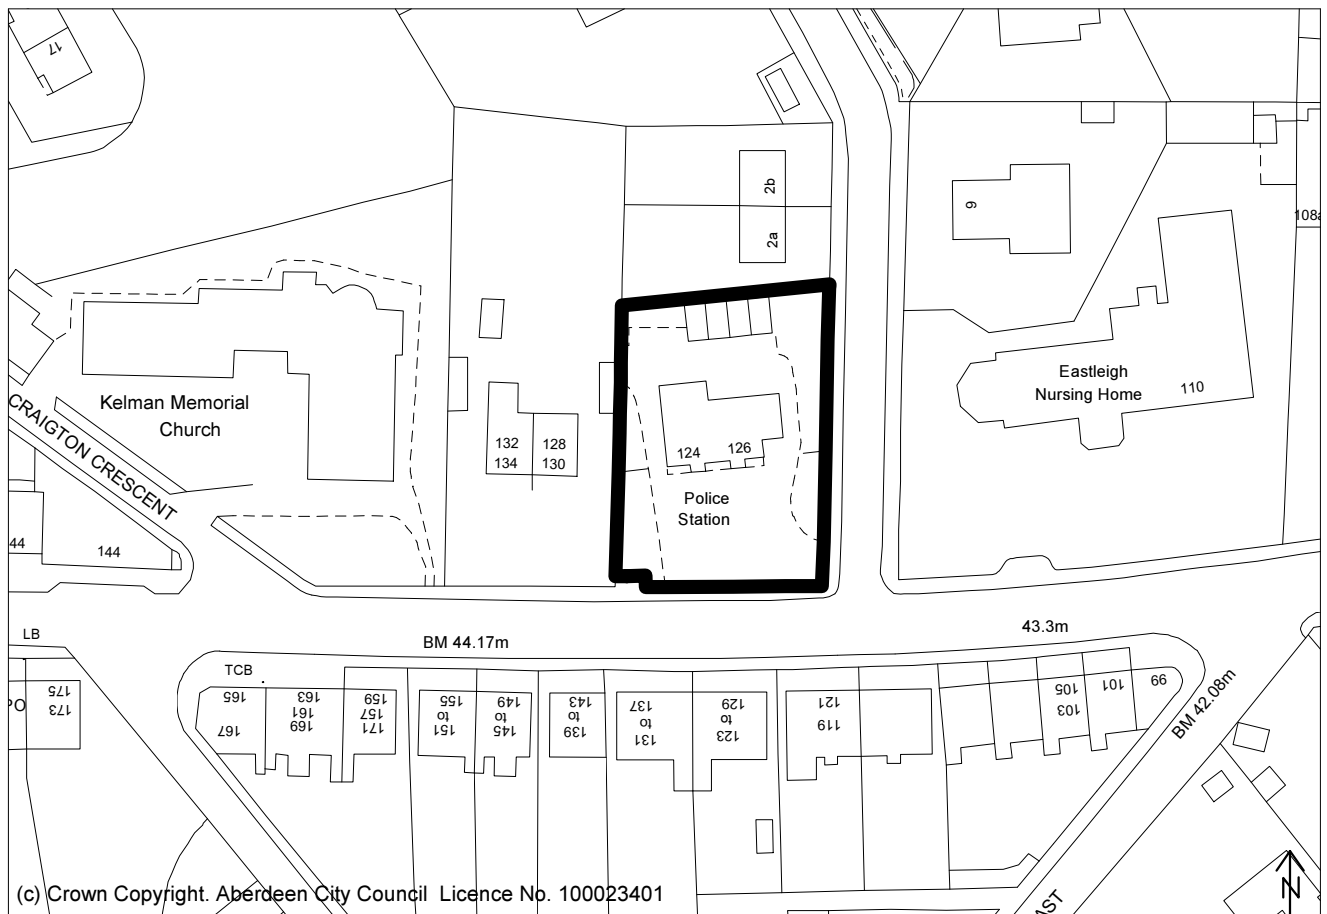 17
2b
2a
9
108a
Eastleigh
Nursing Home
110
Kelman Memorial
Church
CRAIGTON CRESCENT
132
128
134
130
124
126
Police
Station
44
144
LB
BM 44.17m
43.3m
TCB
BM 42.08m
PO
175
173
165
167
163
161
169
159
157
171
155
to
151
149
to
145
143
to
139
137
to
131
129
to
123
121
119
105
103
101
99
AST
(c) Crown Copyright. Aberdeen City Council Licence No. 100023401
N